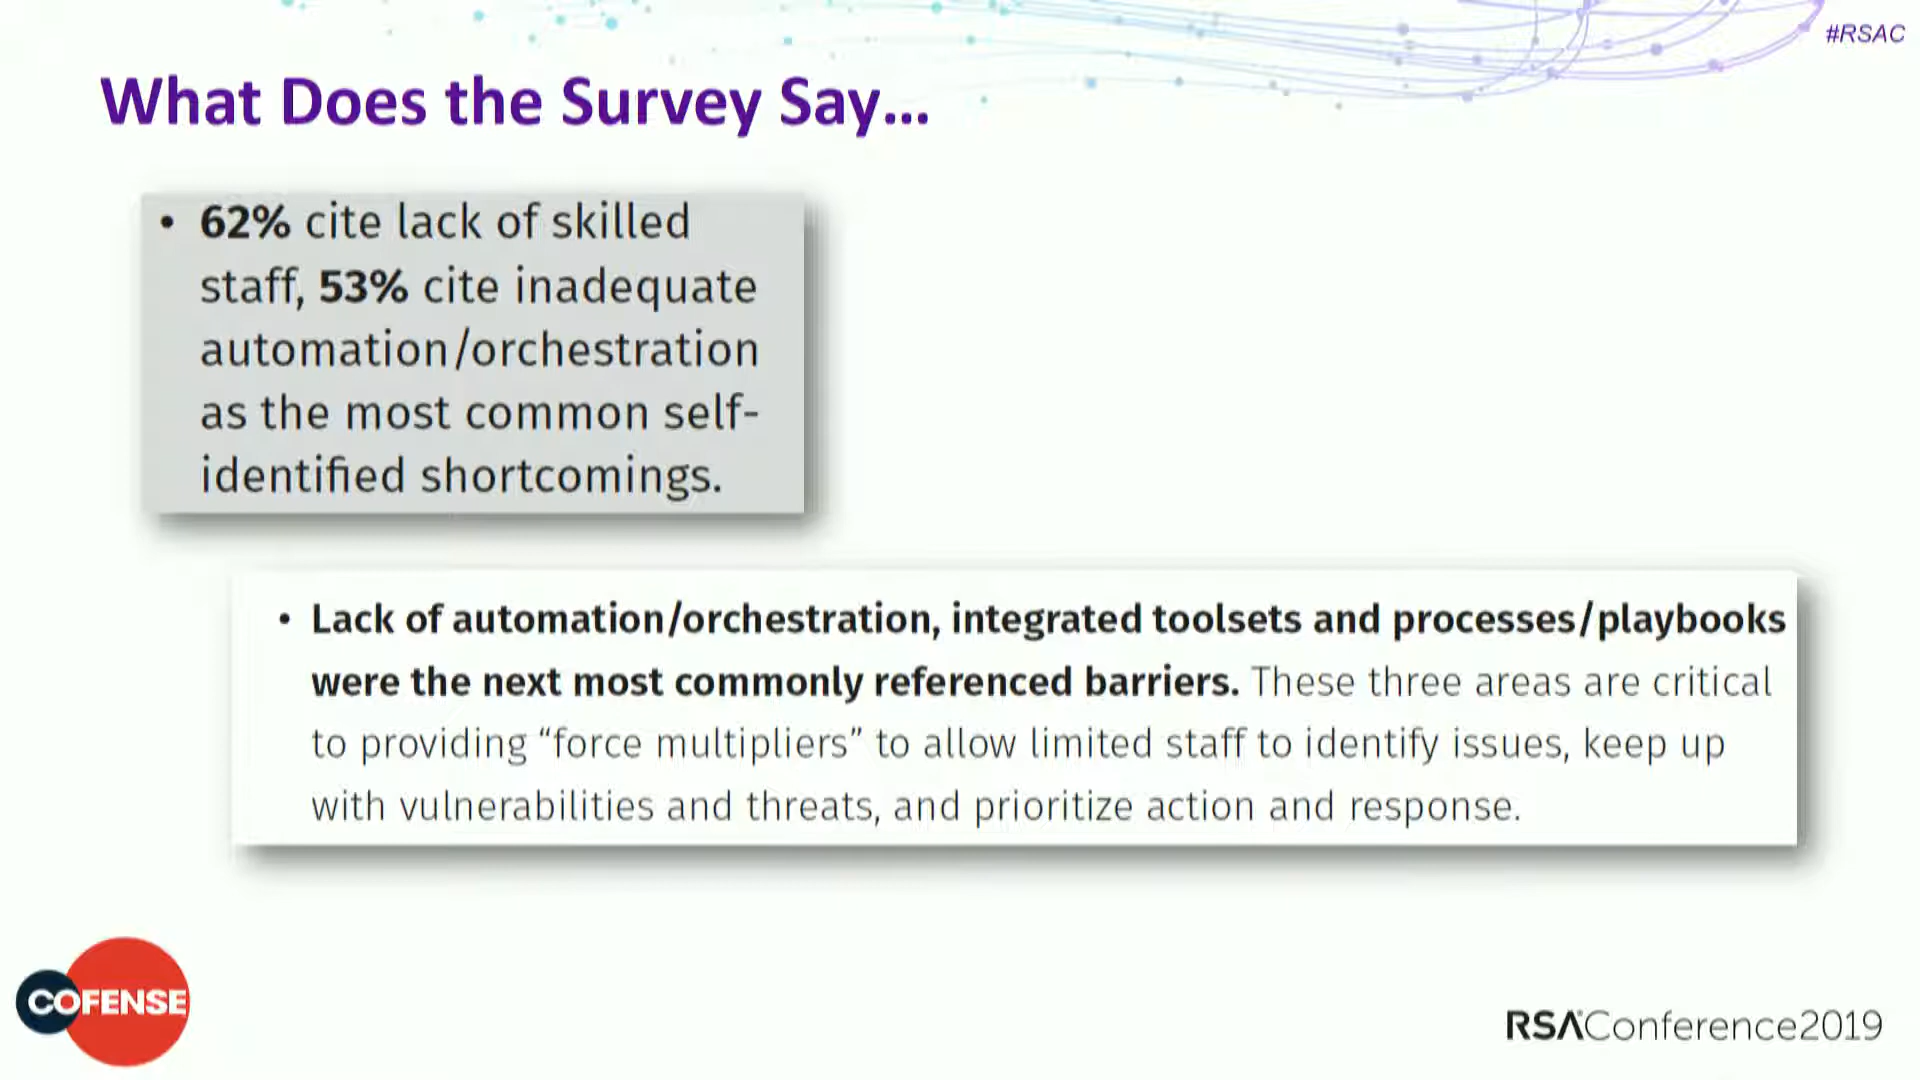 #RSAC
What Does the Survey Say...
• 62% cite lack of skilled
staff, 53% cite inadequate
automation/orchestration
as the most common self-
identified shortcomings.
• Lack of automation/orchestration, integrated toolsets and processes/playbooks
were the next most commonly referenced barriers. These three areas are critical
to providing “force multipliers” to allow limited staff to identify issues, keep up
with vulnerabilities and threats, and prioritize action and response.
COFENSE
RSAConference2019